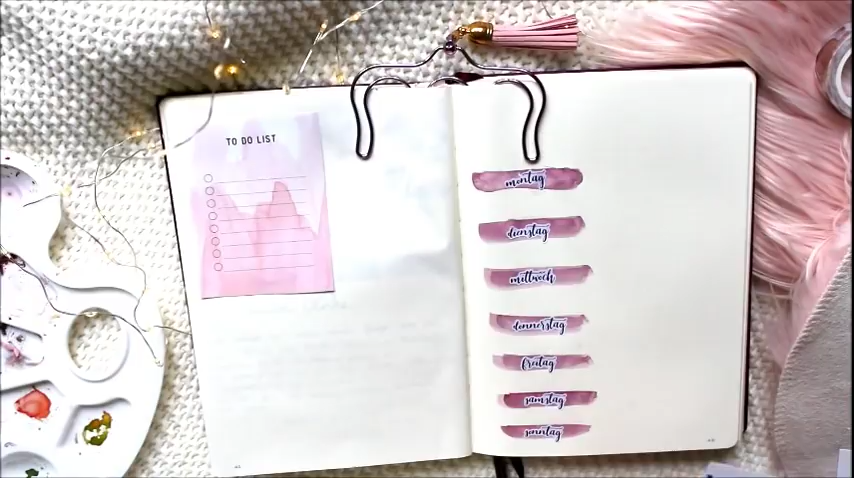 TO DO LIST
montag
dienstag
mittwoch
donnerstag
freitag
samstag
sonntag